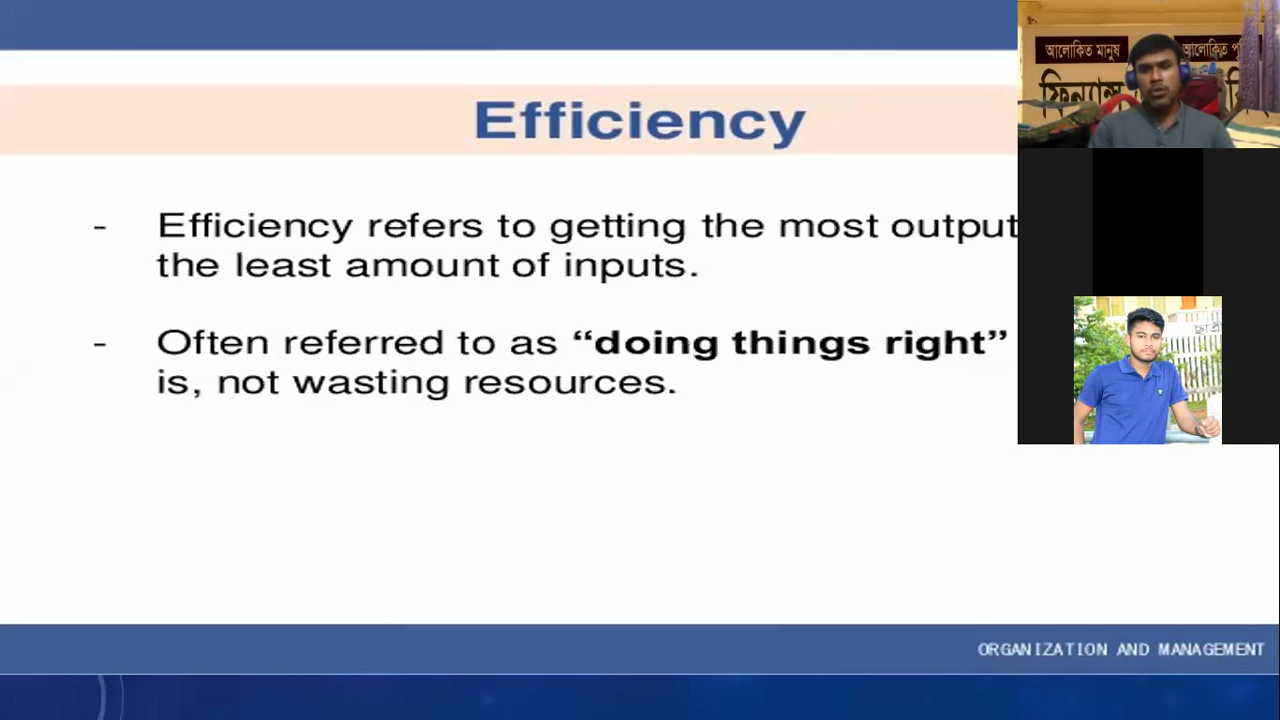 Efficiency
- Efficiency refers to getting the most output
the least amount of inputs.
- Often referred to as “doing things right”
is, not wasting resources.
ORGANIZATION AND MANAGEMENT
আলোকিত মানুষ
আলোকিত
ফিন্যান্স